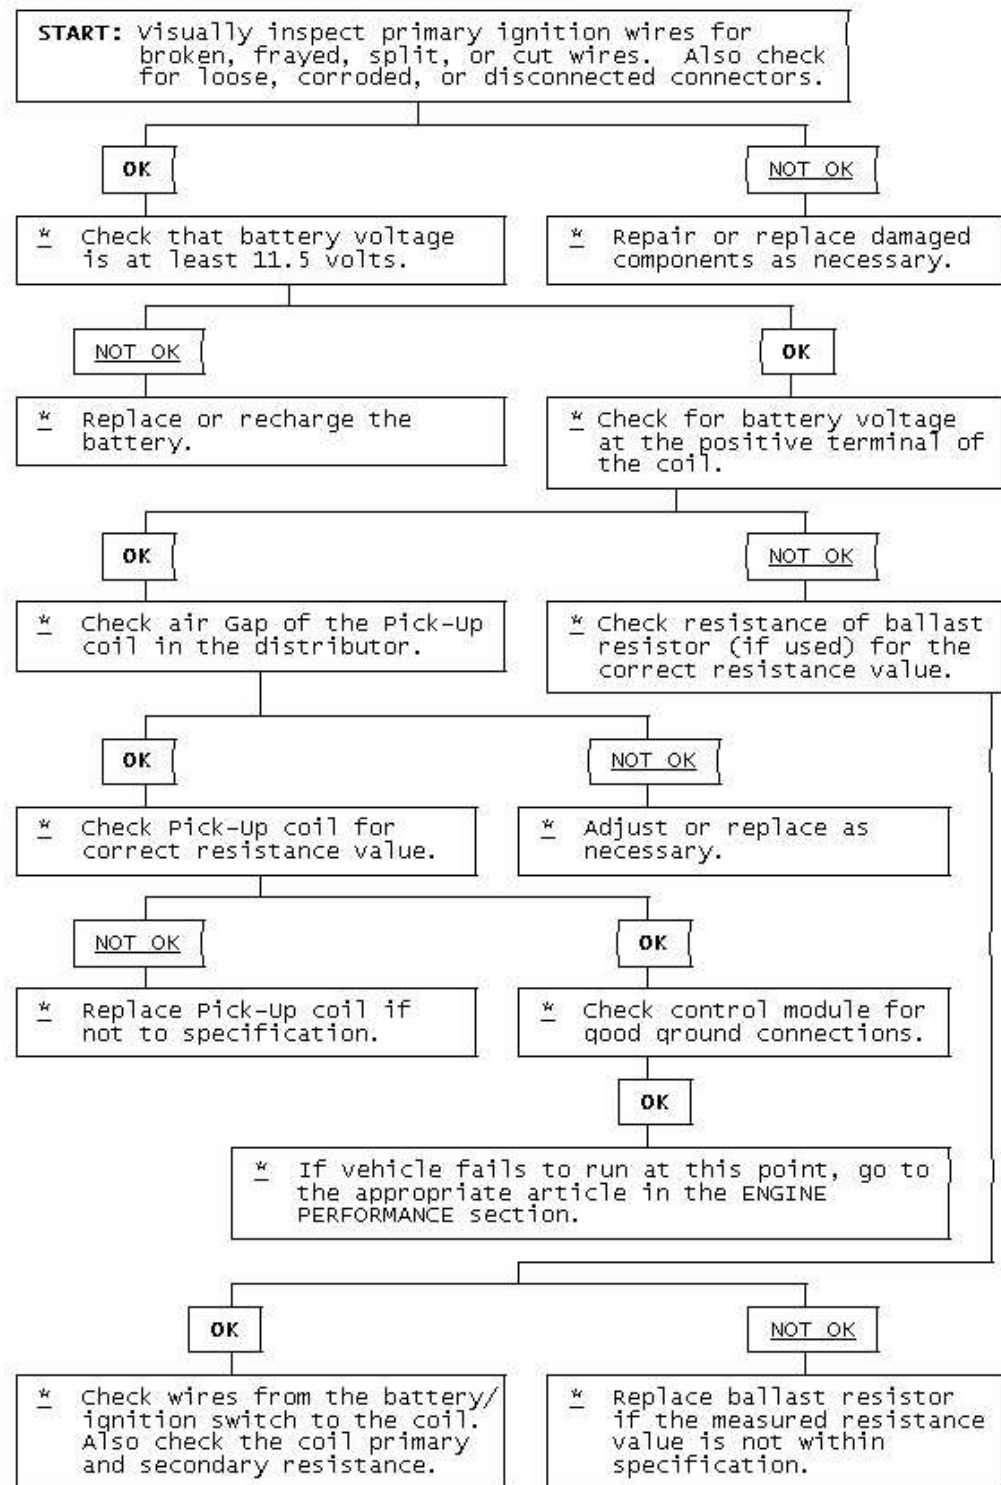 START: Visually inspect primary ignition wires for
broken, frayed, split, or cut wires. Also check
for loose, corroded, or disconnected connectors.
OK
NOT OK
* Check that battery voltage
is at least 11.5 volts.
* Repair or replace damaged
components as necessary.
NOT OK
OK
* Replace or recharge the
battery.
* Check for battery voltage
at the positive terminal of
the coil.
OK
NOT OK
* Check air Gap of the Pick-Up
coil in the distributor.
* Check resistance of ballast
resistor (if used) for the
correct resistance value.
OK
NOT OK
* Check Pick-Up coil for
correct resistance value.
* Adjust or replace as
necessary.
NOT OK
OK
* Replace Pick-Up coil if
not to specification.
* Check control module for
good ground connections.
OK
* If vehicle fails to run at this point, go to
the appropriate article in the ENGINE
PERFORMANCE section.
OK
NOT OK
* Check wires from the battery/
ignition switch to the coil.
Also check the coil primary
and secondary resistance.
* Replace ballast resistor
if the measured resistance
value is not within
specification.